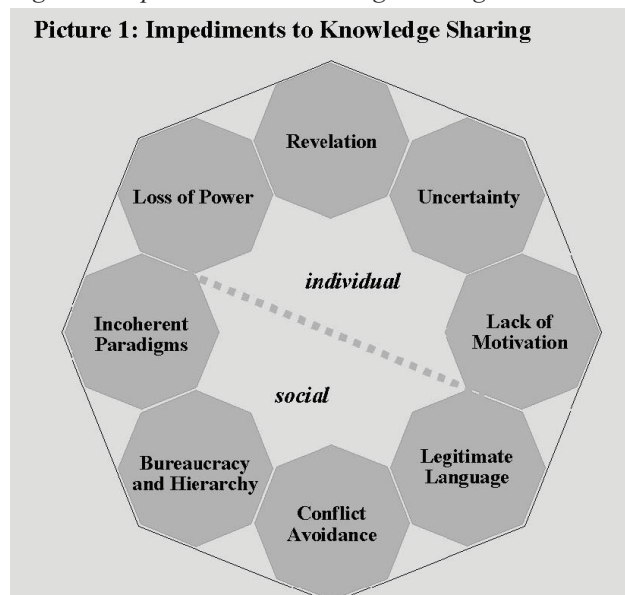 Picture 1: Impediments to Knowledge Sharing
Revelation
Loss of Power
Uncertainty
individual
Incoherent
Paradigms
Lack of
Motivation
social
Bureaucracy
and Hierarchy
Legitimate
Language
Conflict
Avoidance